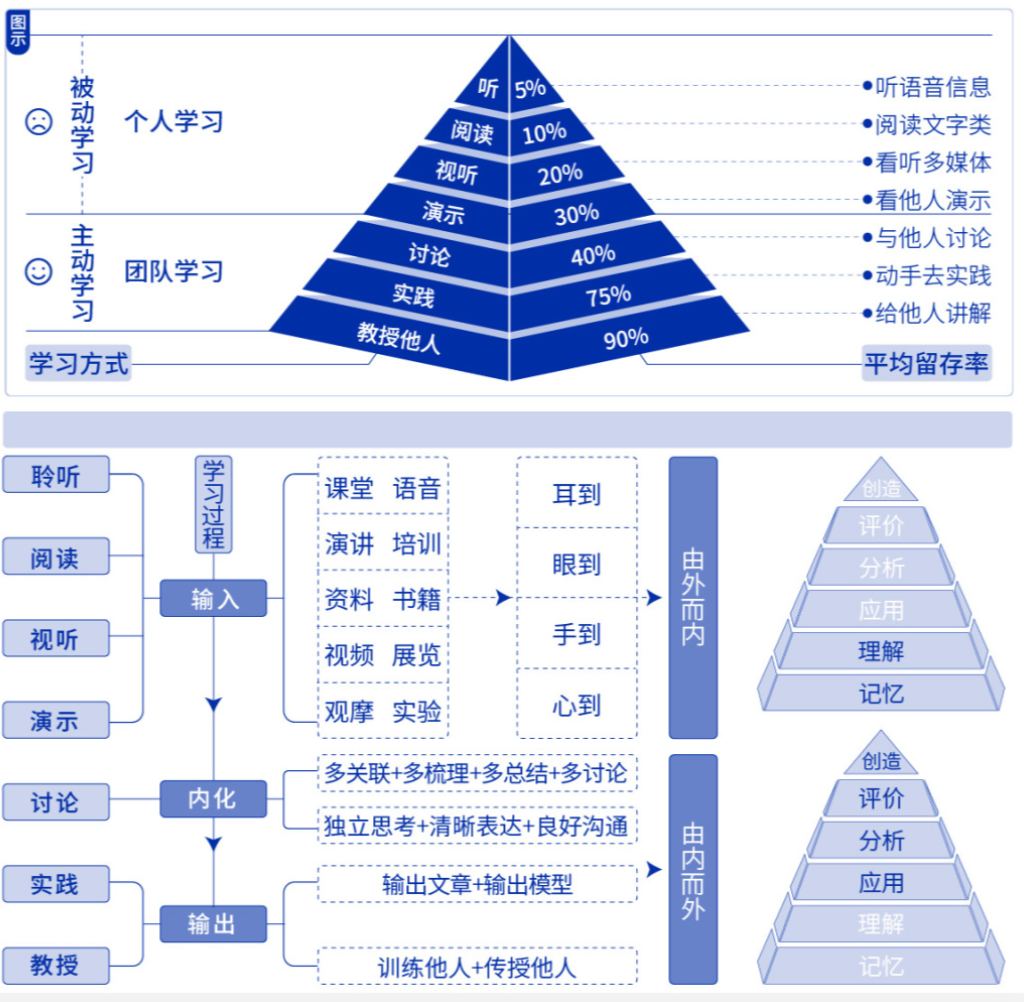 图示
被动学习
个人学习
主动学习
团队学习
听 5%
阅读 10%
视听 20%
演示 30%
讨论 40%
实践 75%
教授他人 90%
听语音信息
阅读文字类
看听多媒体
看他人演示
与他人讨论
动手去实践
给他人讲解
学习方式
平均留存率
聆听
阅读
视听
演示
讨论
实践
教授
学习过程
输入
内化
输出
课堂 语音
演讲 培训
资料 书籍
视频 展览
观摩 实验
耳到
眼到
手到
心到
由外而内
多关联+多梳理+多总结+多讨论
独立思考+清晰表达+良好沟通
输出文章+输出模型
训练他人+传授他人
由内而外
创造
评价
分析
应用
理解
记忆
创造
评价
分析
应用
理解
记忆